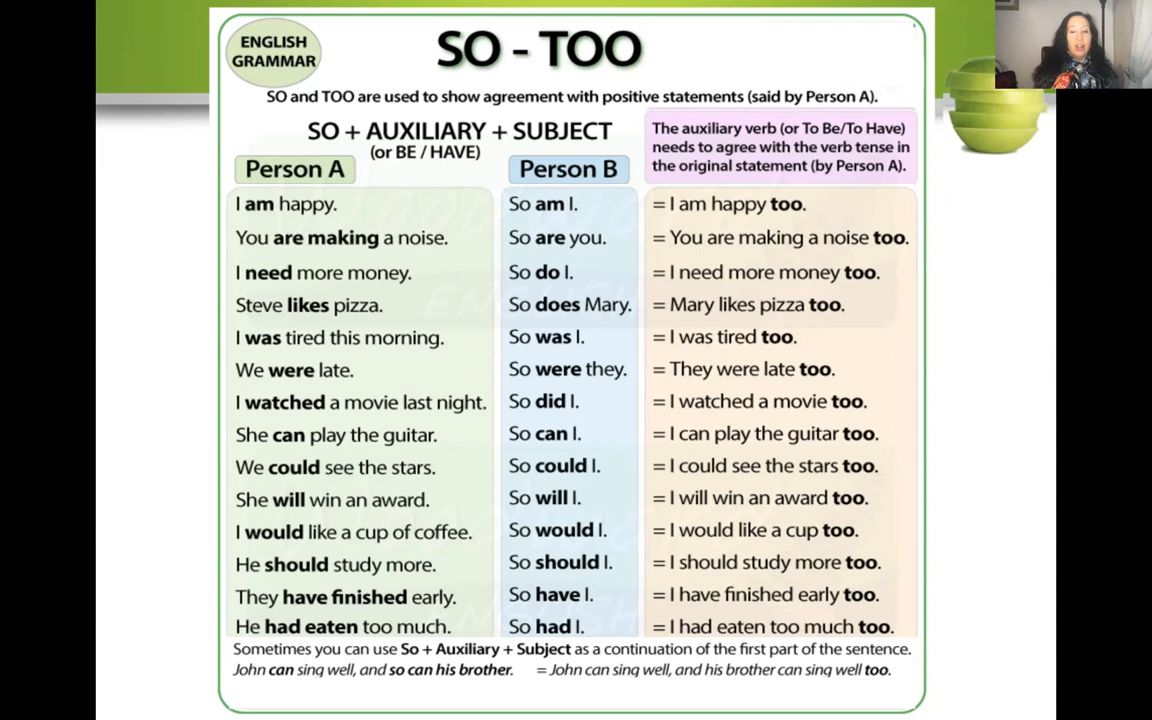 ENGLISH
GRAMMAR
SO - TOO
SO and TOO are used to show agreement with positive statements (said by Person A).
SO + AUXILIARY + SUBJECT
(or BE / HAVE)
The auxiliary verb (or To Be/To Have)
needs to agree with the verb tense in
the original statement (by Person A).
Person A Person B
I am happy. So am I. = I am happy too.
You are making a noise. So are you. = You are making a noise too.
I need more money. So do I. = I need more money too.
Steve likes pizza. So does Mary. = Mary likes pizza too.
I was tired this morning. So was I. = I was tired too.
We were late. So were they. = They were late too.
I watched a movie last night. So did I. = I watched a movie too.
She can play the guitar. So can I. = I can play the guitar too.
We could see the stars. So could I. = I could see the stars too.
She will win an award. So will I. = I will win an award too.
I would like a cup of coffee. So would I. = I would like a cup too.
He should study more. So should I. = I should study more too.
They have finished early. So have I. = I have finished early too.
He had eaten too much. So had I. = I had eaten too much too.
Sometimes you can use So + Auxiliary + Subject as a continuation of the first part of the sentence.
John can sing well, and so can his brother. = John can sing well, and his brother can sing well too.